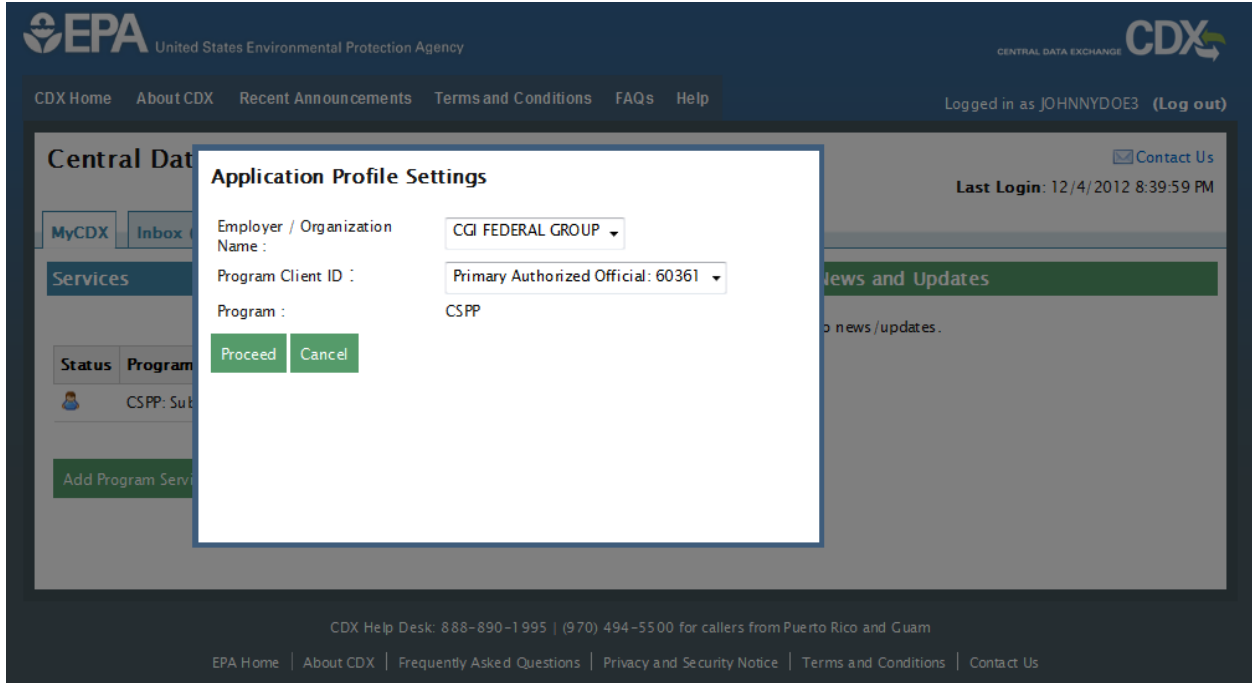 EPA United States Environmental Protection Agency
CENTRAL DATA EXCHANGE CDX
CDX Home About CDX Recent Announcements Terms and Conditions FAQs Help
Logged in as JOHNNYDOE3 (Log out)
Central Dat
Contact Us
Last Login: 12/4/2012 8:39:59 PM
MyCDX Inbox (
Services
News and Updates
o news/updates.
Status Program
CSPP: Sub
Add Program Servi
Application Profile Settings
Employer / Organization
Name :
CGI FEDERAL GROUP
Program Client ID :
Primary Authorized Official: 60361
Program :
CSPP
Proceed Cancel
CDX Help Desk: 888-890-1995 | (970) 494-5500 for callers from Puerto Rico and Guam
EPA Home | About CDX | Frequently Asked Questions | Privacy and Security Notice | Terms and Conditions | Contact Us